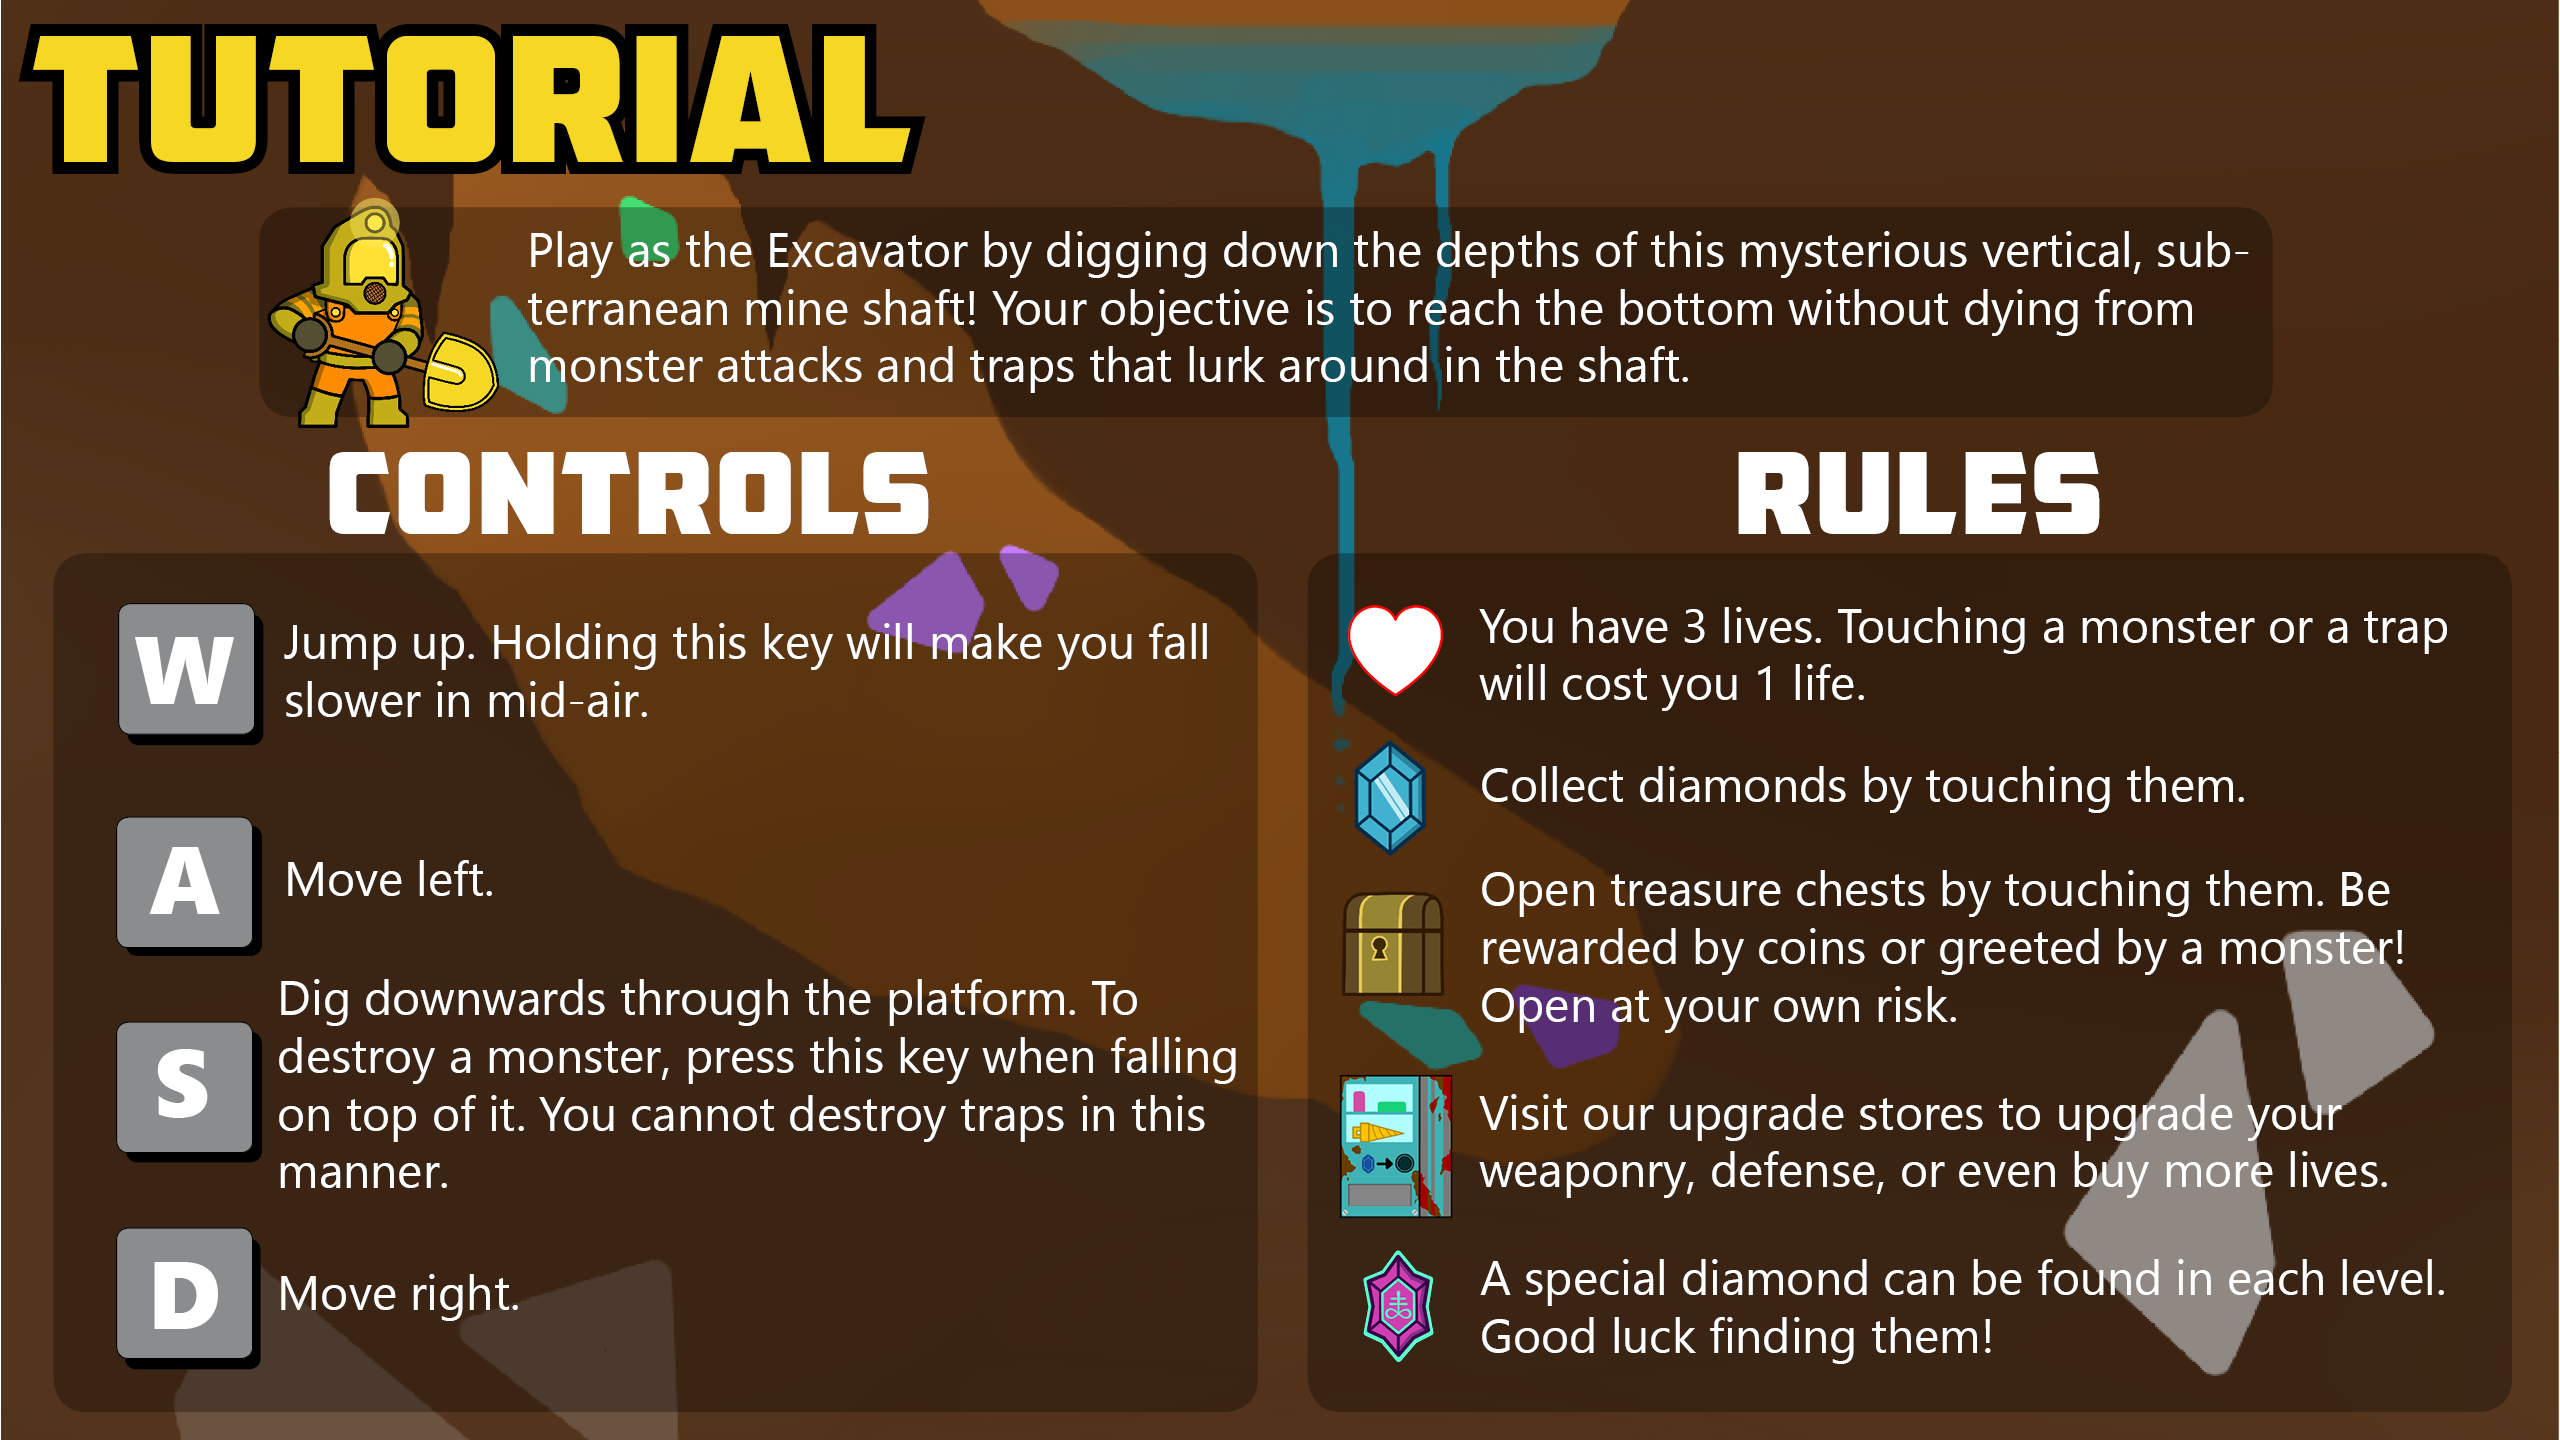 TUTORIAL
Play as the Excavator by digging down the depths of this mysterious vertical, sub-
terranean mine shaft! Your objective is to reach the bottom without dying from
monster attacks and traps that lurk around in the shaft.
CONTROLS
W
Jump up. Holding this key will make you fall
slower in mid-air.
A
Move left.
S
Dig downwards through the platform. To
destroy a monster, press this key when falling
on top of it. You cannot destroy traps in this
manner.
D
Move right.
RULES
You have 3 lives. Touching a monster or a trap
will cost you 1 life.
Collect diamonds by touching them.
Open treasure chests by touching them. Be
rewarded by coins or greeted by a monster!
Open at your own risk.
Visit our upgrade stores to upgrade your
weaponry, defense, or even buy more lives.
A special diamond can be found in each level.
Good luck finding them!